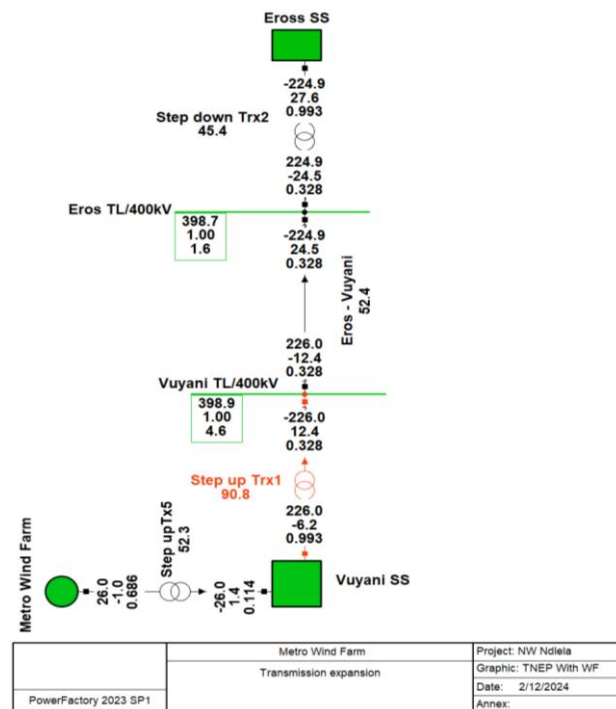 Eross SS
-224.9
27.6
0.993
Step down Trx2
45.4
224.9
-24.5
0.328
Eros TL/400kV
398.7
1.00
1.6
-224.9
24.5
0.328
Eros - Vuyani
52.4
226.0
-12.4
0.328
Vuyani TL/400kV
398.9
1.00
4.6
-226.0
12.4
0.328
Step up Trx1
90.8
226.0
-6.2
0.993
Metro Wind Farm
26.0
-1.0
0.686
Step upTx5
52.3
-26.0
1.4
0.114
Vuyani SS
PowerFactory 2023 SP1
Metro Wind Farm
Transmission expansion
Project: NW Ndlela
Graphic: TNEP With WF
Date: 2/12/2024
Annex: